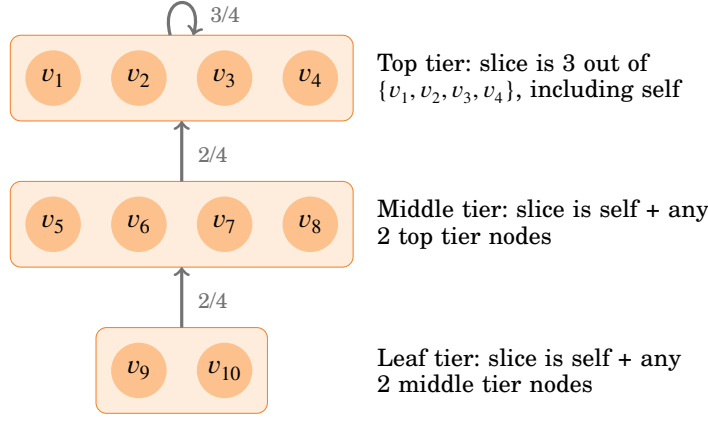 3/4
v₁ v₂ v₃ v₄
Top tier: slice is 3 out of
{v₁, v₂, v₃, v₄}, including self
2/4
v₅ v₆ v₇ v₈
Middle tier: slice is self + any
2 top tier nodes
2/4
v₉ v₁₀
Leaf tier: slice is self + any
2 middle tier nodes